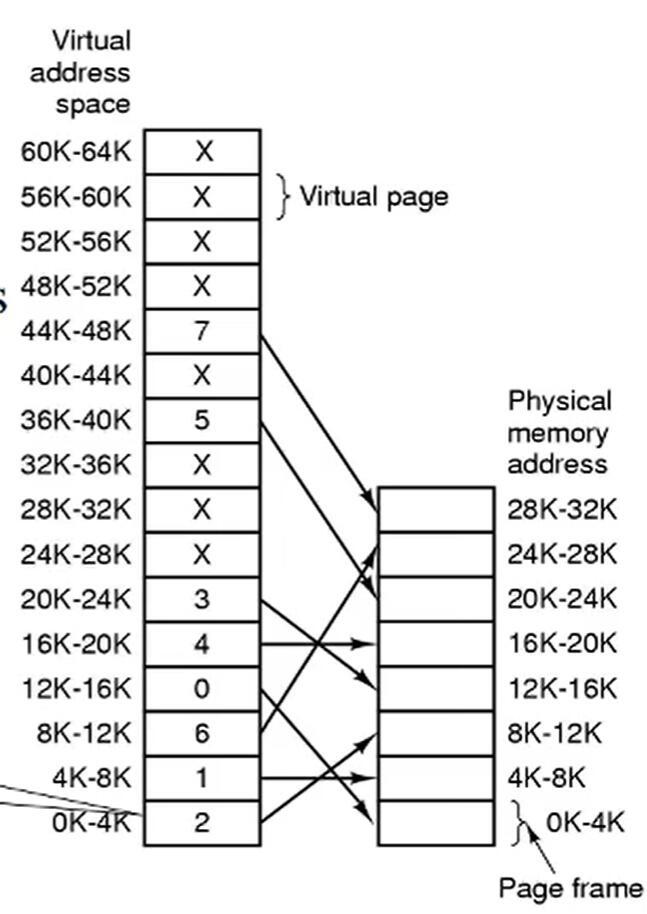 Virtual
address
space
60K-64K X
56K-60K X Virtual page
52K-56K X
48K-52K X
s
44K-48K 7
40K-44K X
36K-40K 5
32K-36K X
28K-32K X
24K-28K X
20K-24K 3
16K-20K 4
12K-16K 0
8K-12K 6
4K-8K 1
0K-4K 2
Physical
memory
address
28K-32K
24K-28K
20K-24K
16K-20K
12K-16K
8K-12K
4K-8K
0K-4K
Page frame